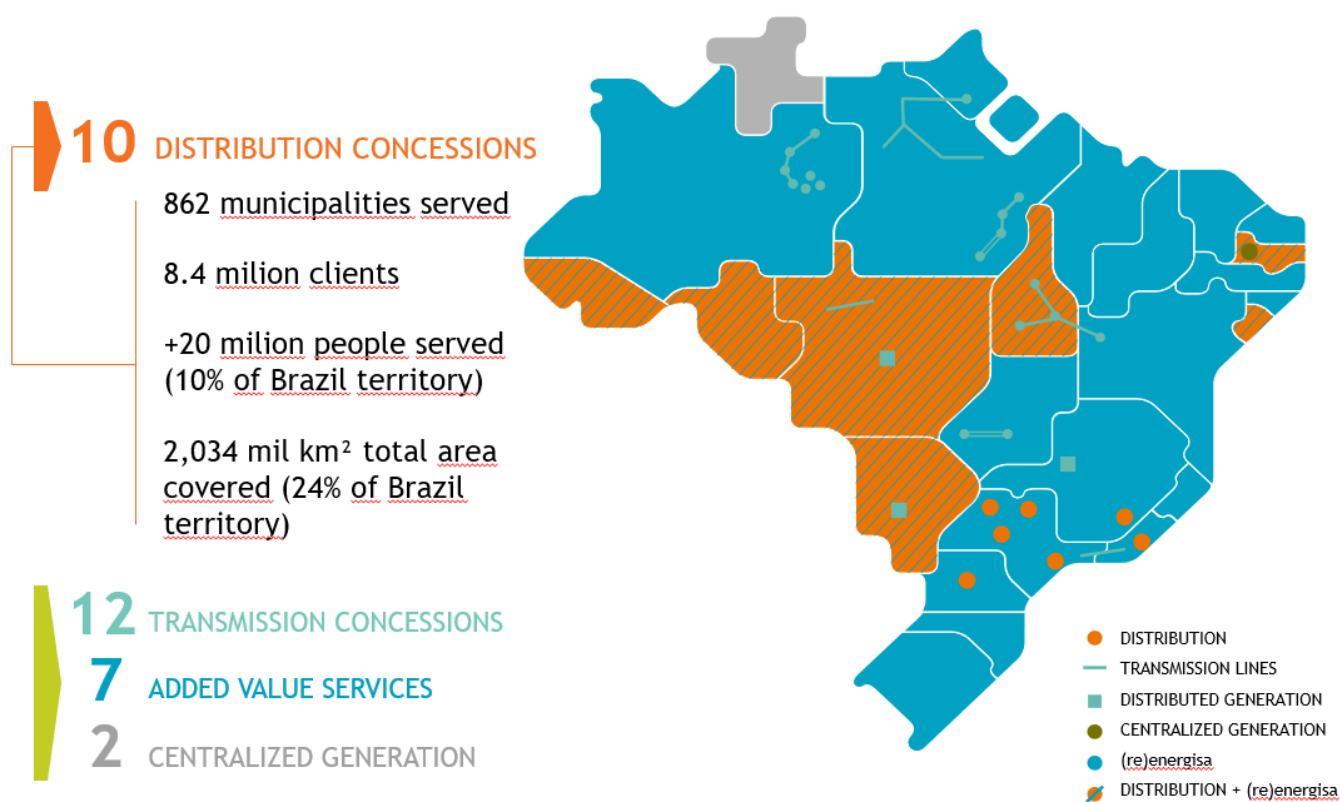 10 DISTRIBUTION CONCESSIONS
862 municipalities served
8.4 milion clients
+20 milion people served
(10% of Brazil territory)
2,034 mil km² total area
covered (24% of Brazil
territory)
12 TRANSMISSION CONCESSIONS
7 ADDED VALUE SERVICES
2 CENTRALIZED GENERATION
DISTRIBUTION
TRANSMISSION LINES
DISTRIBUTED GENERATION
CENTRALIZED GENERATION
(re)energisa
DISTRIBUTION + (re)energisa